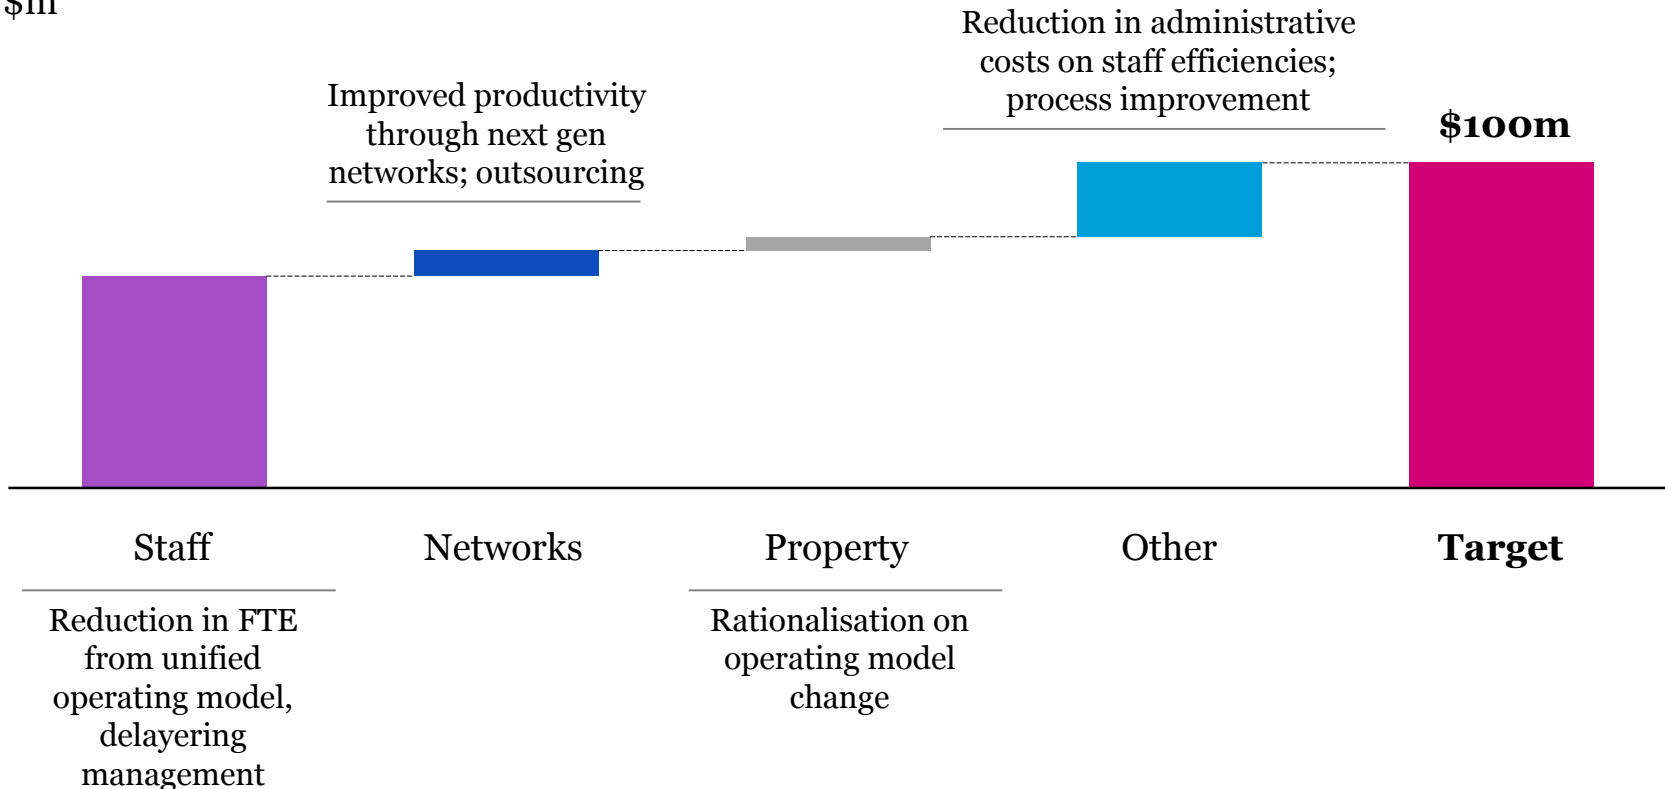 $m
Reduction in administrative
costs on staff efficiencies;
process improvement
Improved productivity
through next gen
networks; outsourcing
$100m
Staff
Networks
Property
Other
Target
Reduction in FTE
from unified
operating model,
delayering
management
Rationalisation on
operating model
change